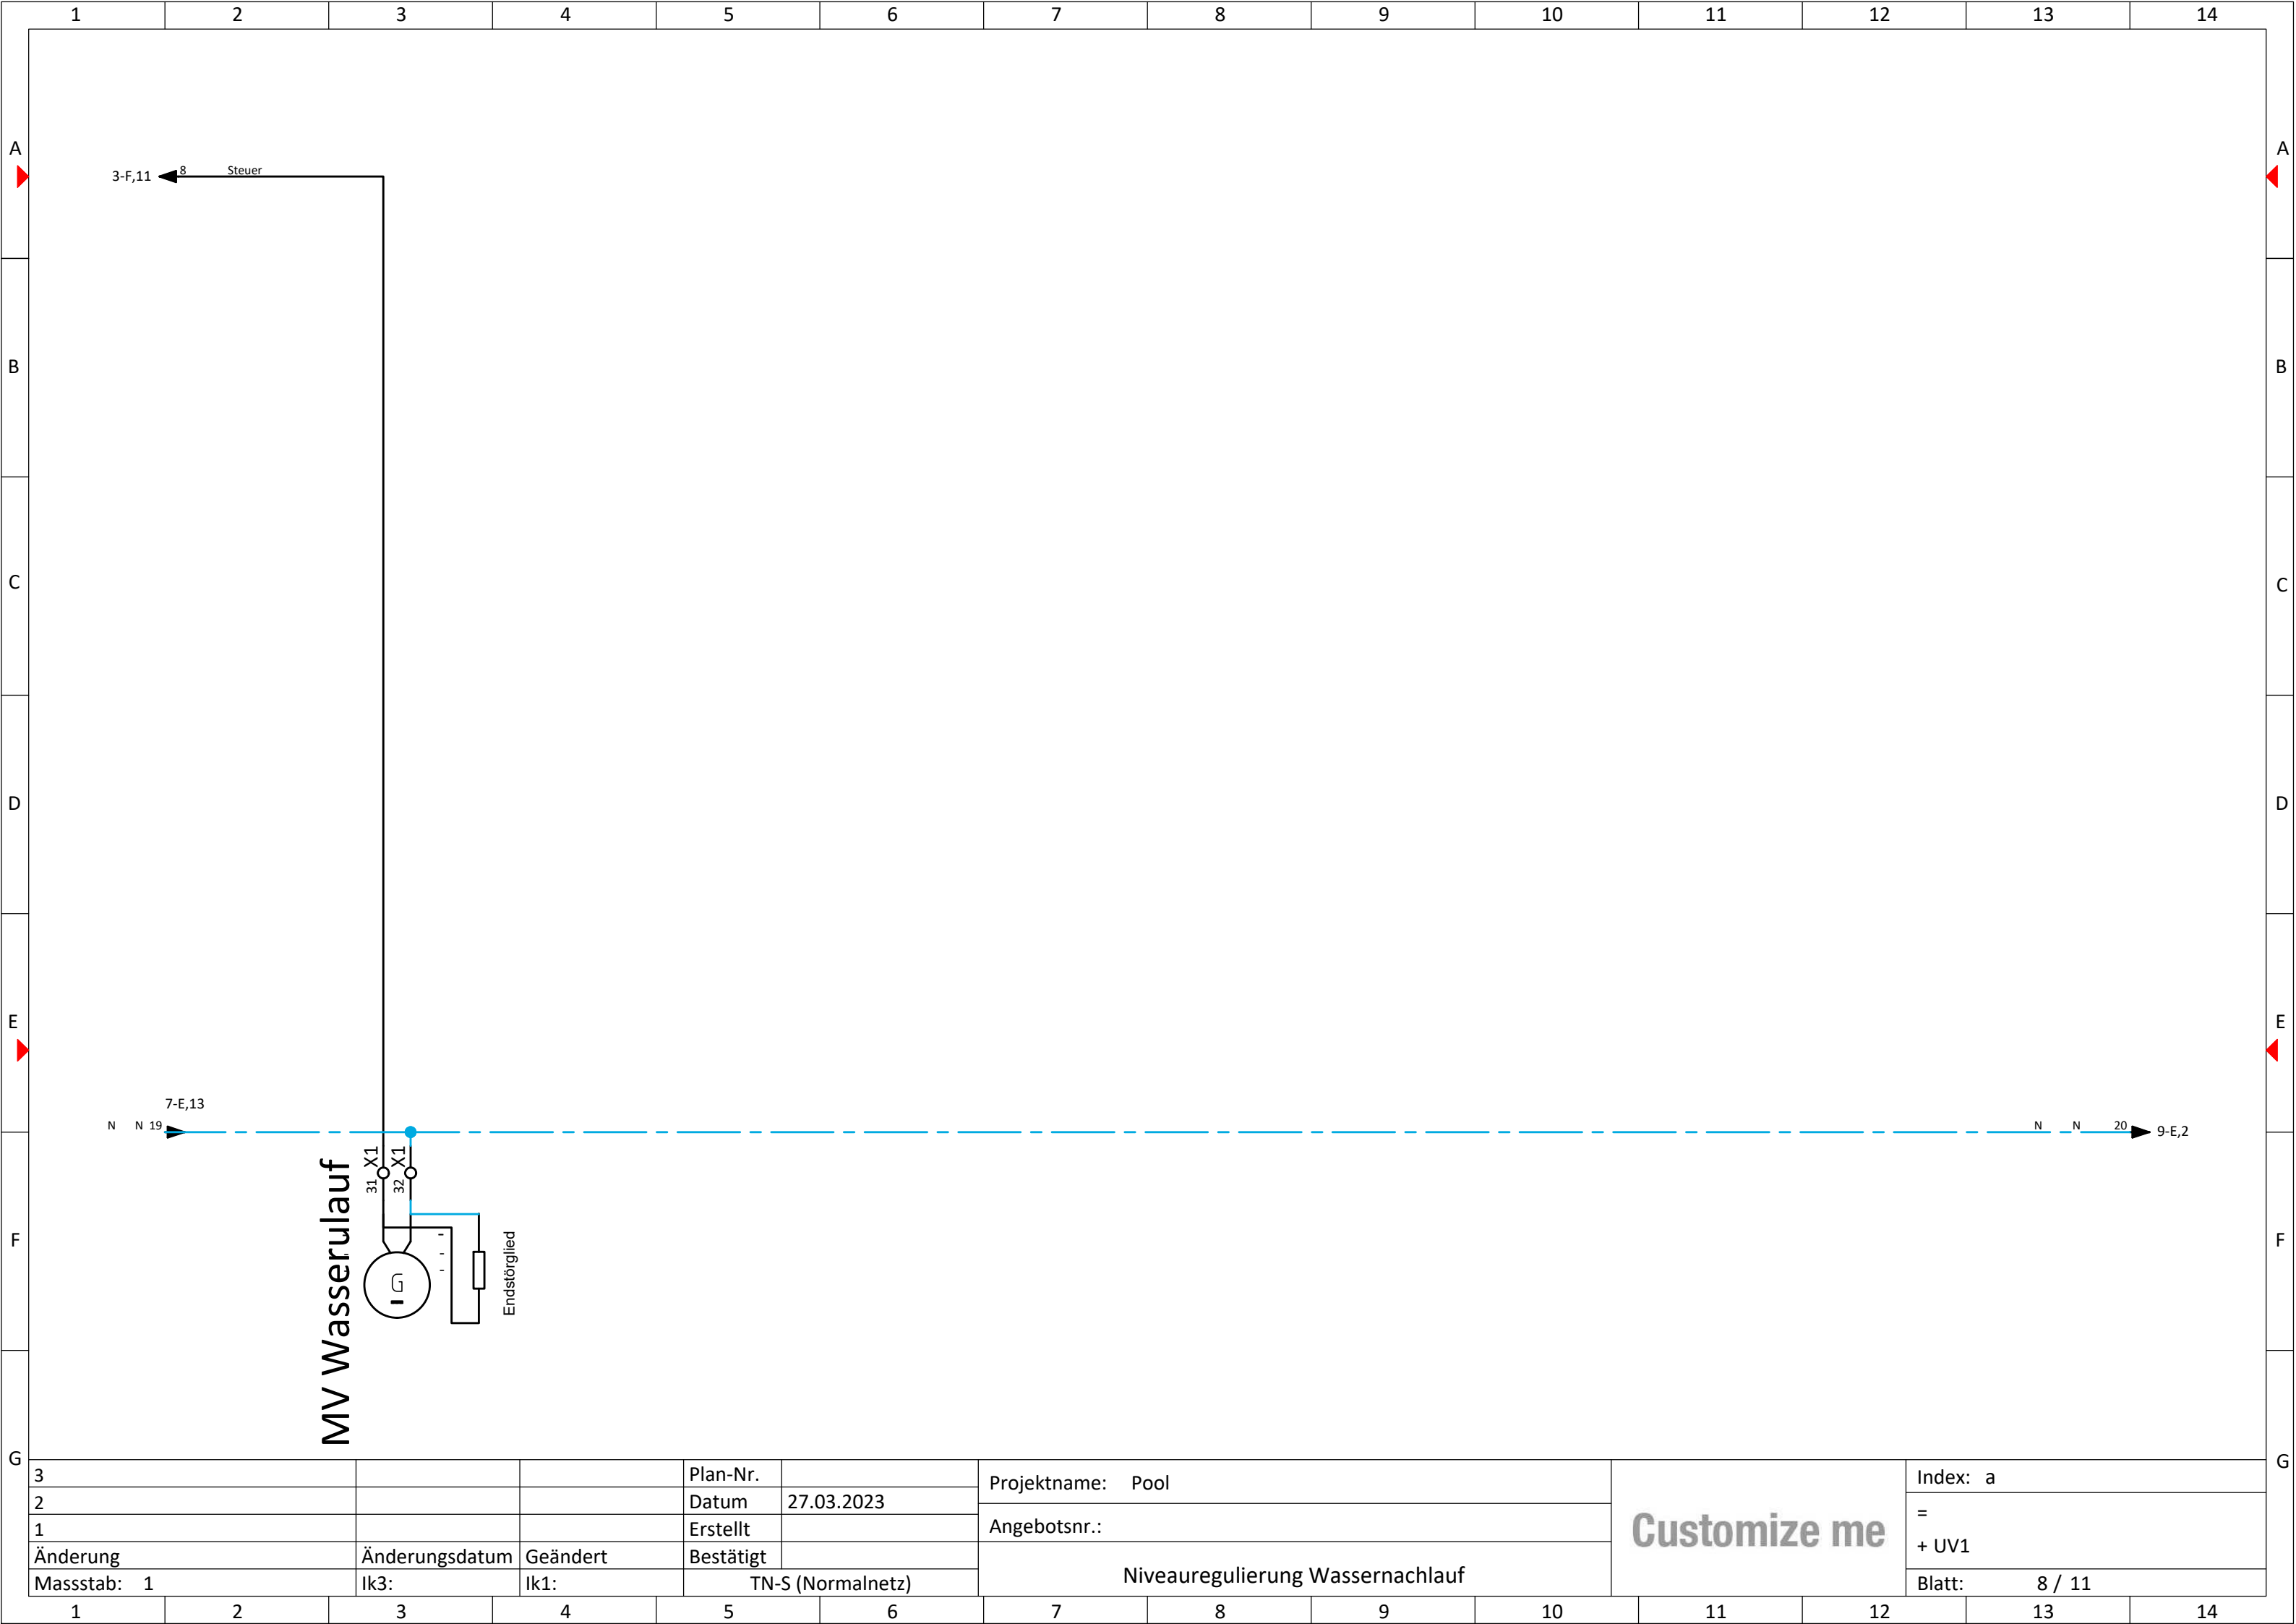 1 2 3 4 5 6 7 8 9 10 11 12 13 14
A A
3-F,11 8 Steuer
B B
C C
D D
E E
7-E,13
N N 19 N N 20 9-E,2
X1 X1
31 32
MV Wasserulauf
F F
G
Endstörglied
G G
3 Plan-Nr. Projektname: Pool Index: a
2 Datum 27.03.2023
1 Erstellt Angebotsnr.: Customize me =
+ UV1
Änderung Änderungsdatum Geändert Bestätigt
Niveauregulierung Wassernachlauf
Massstab: 1 Ik3: Ik1: TN-S (Normalnetz) Blatt: 8 / 11
1 2 3 4 5 6 7 8 9 10 11 12 13 14